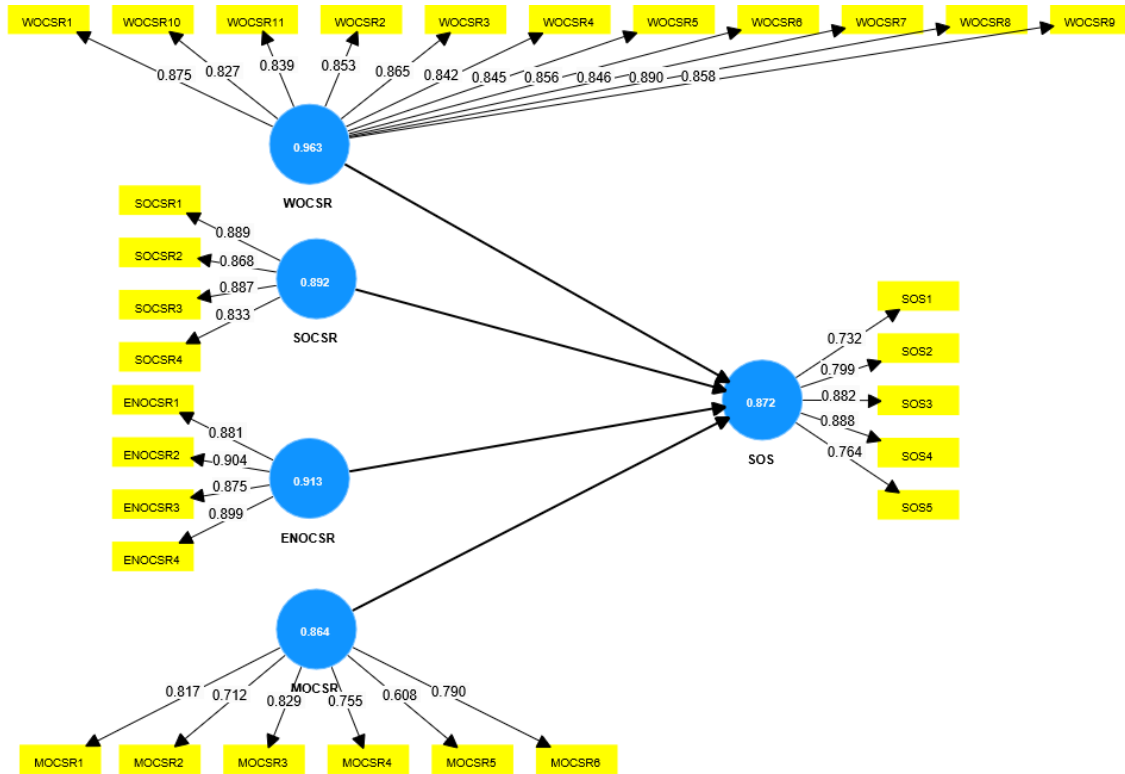 WOCSR1 WOCSR10 WOCSR11 WOCSR2 WOCSR3 WOCSR4 WOCSR5 WOCSR6 WOCSR7 WOCSR8 WOCSR9
0.875 0.827 0.839 0.853 0.865 0.842 0.845 0.856 0.846 0.890 0.858
0.963
WOCSR
SOCSR1
0.889
SOCSR2
0.868
0.887
SOCSR3
0.833
SOCSR4
0.892
SOCSR
ENOCSR1
0.881
ENOCSR2
0.904
0.875
ENOCSR3
0.899
ENOCSR4
0.913
ENOCSR
0.864
MOCSR
0.817 0.712 0.829 0.755 0.608 0.790
MOCSR1 MOCSR2 MOCSR3 MOCSR4 MOCSR5 MOCSR6
0.872
SOS
SOS1
0.732
SOS2
0.799
0.882
SOS3
0.888
SOS4
0.764
SOS5